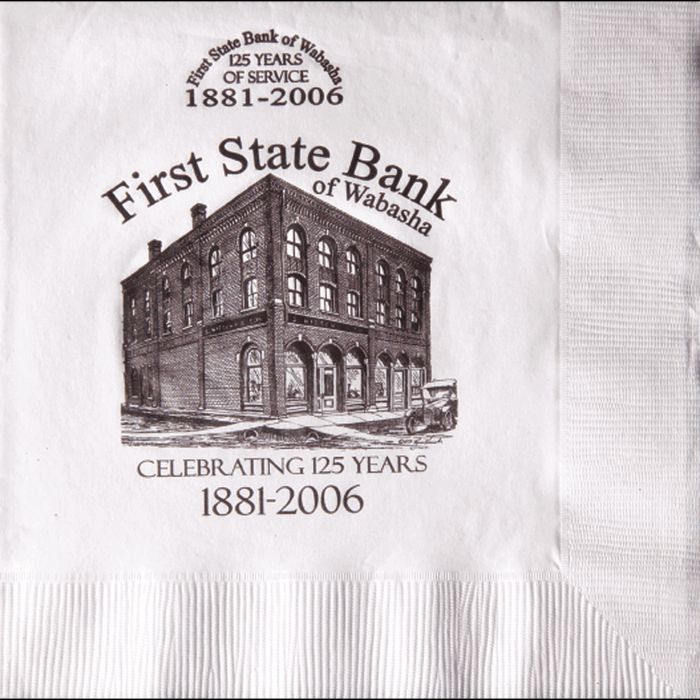 First State Bank of Wabasha
125 YEARS
OF SERVICE
1881-2006
First State Bank
of Wabasha
CELEBRATING 125 YEARS
1881-2006